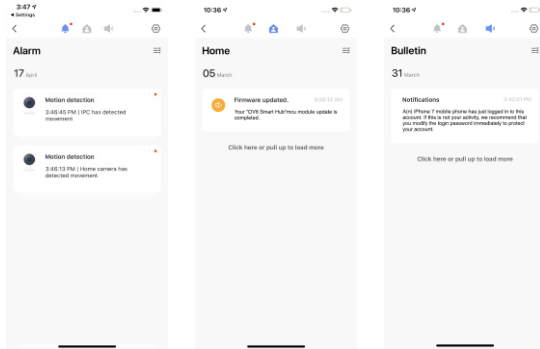 3:47
Settings
Alarm
17 April
Motion detection
3:46:45 PM | IPC has detected
movement
Motion detection
3:46:13 PM | Home camera has
detected movement
10:36
Home
05 March
Firmware updated.
Your "OV6 Smart Hub"mcu module update is
completed.
Click here or pull up to load more
10:36
Bulletin
31 March
Notifications
A(n) iPhone 7 mobile phone has just logged in to this
account. If this is not your activity, we recommend that
you modify the login password immediately to protect
your account.
Click here or pull up to load more